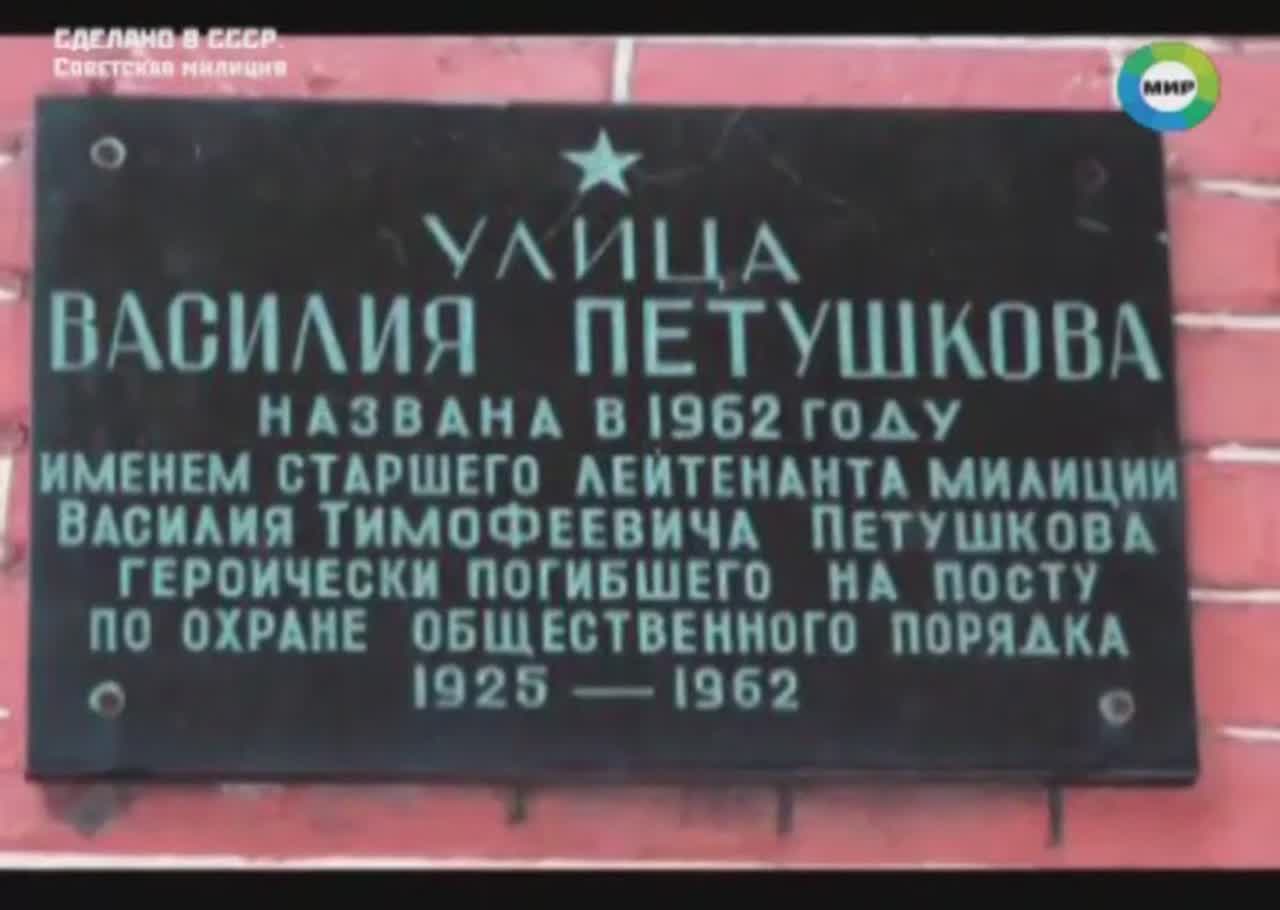 СДЕЛАНО В СССР.
Советская милиция
МИР
УЛИЦА
ВАСИЛИЯ ПЕТУШКОВА
НАЗВАНА В 1962 ГОДУ
ИМЕНЕМ СТАРШЕГО ЛЕЙТЕНАНТА МИЛИЦИИ
ВАСИЛИЯ ТИМОФЕЕВИЧА ПЕТУШКОВА
ГЕРОИЧЕСКИ ПОГИБШЕГО НА ПОСТУ
ПО ОХРАНЕ ОБЩЕСТВЕННОГО ПОРЯДКА
1925 — 1962